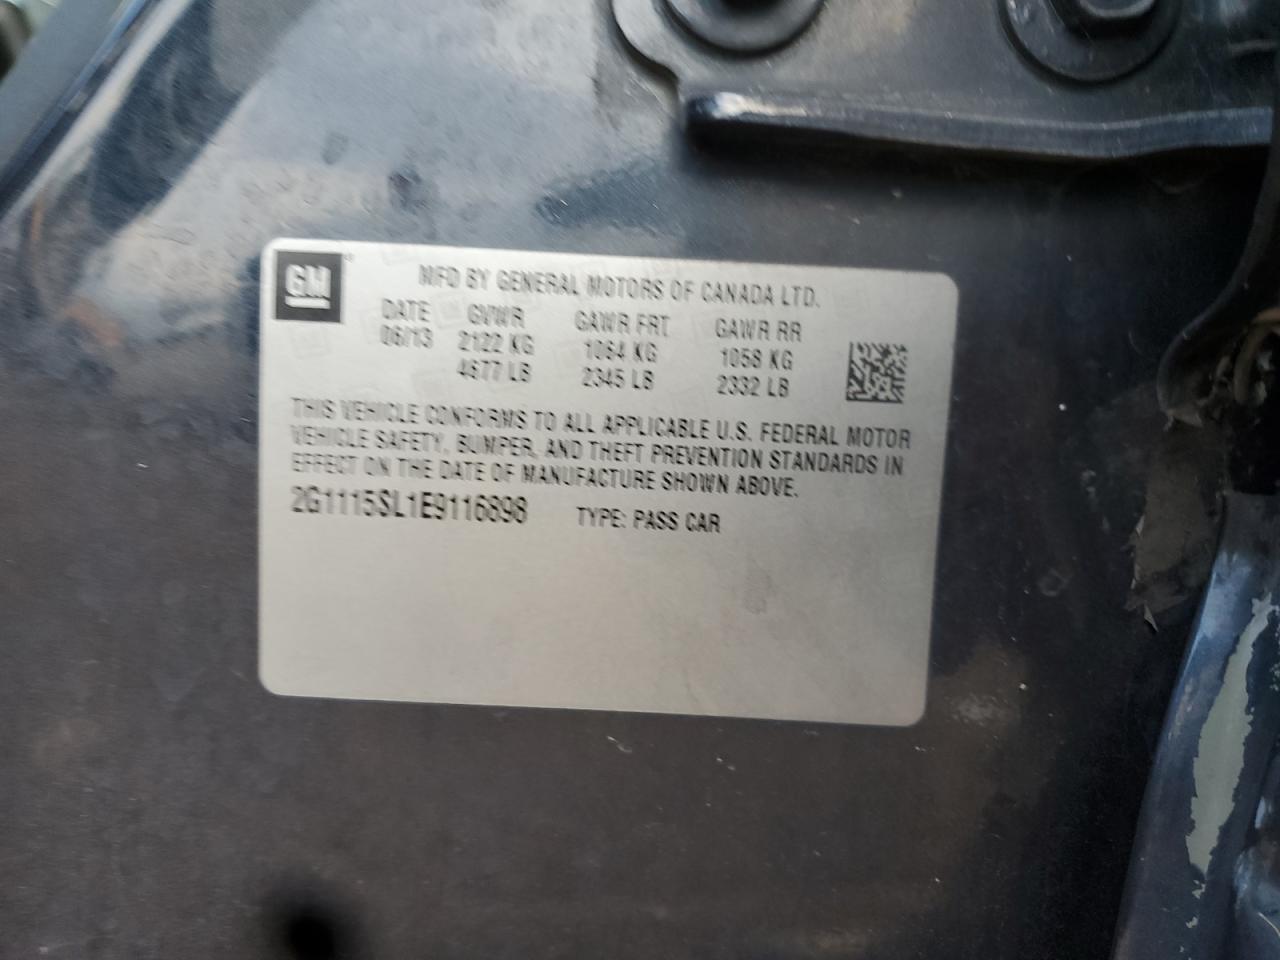 GM
MFD BY GENERAL MOTORS OF CANADA LTD.
DATE GVWR GAWR FRT GAWR RR
06/13 2122 KG 1064 KG 1058 KG
4677 LB 2345 LB 2332 LB
THIS VEHICLE CONFORMS TO ALL APPLICABLE U.S. FEDERAL MOTOR
VEHICLE SAFETY, BUMPER, AND THEFT PREVENTION STANDARDS IN
EFFECT ON THE DATE OF MANUFACTURE SHOWN ABOVE.
2G1115SL1E9116898 TYPE: PASS CAR